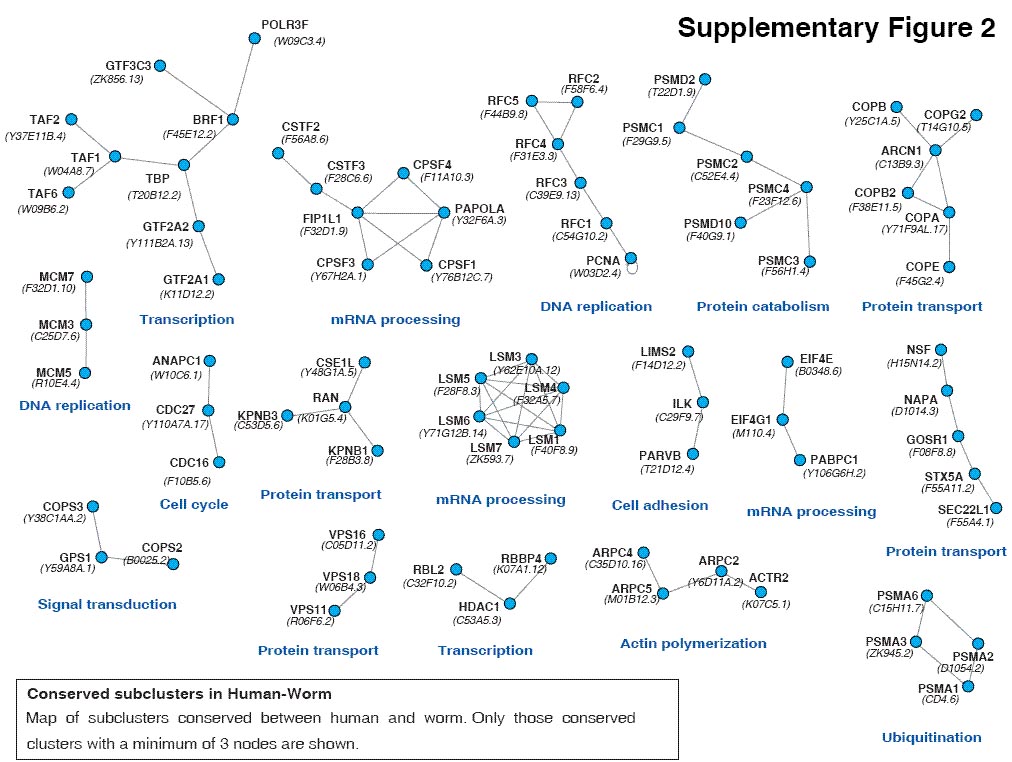 Supplementary Figure 2
POLR3F
(W09C3.4)
GTF3C3
(ZK856.13)
TAF2
(Y37E11B.4)
BRF1
(F45E12.2)
TAF1
(W04A8.7)
TBP
(T20B12.2)
TAF6
(W09B6.2)
GTF2A2
(Y111B2A.13)
GTF2A1
(K11D12.2)
Transcription
CSTF2
(F56A8.6)
CSTF3
(F28C6.6)
CPSF4
(F11A10.3)
FIP1L1
(F32D1.9)
PAPOLA
(Y32F6A.3)
CPSF3
(Y67H2A.1)
CPSF1
(Y76B12C.7)
mRNA processing
RFC2
(F58F6.4)
RFC5
(F44B9.8)
RFC4
(F31E3.3)
RFC3
(C39E9.13)
RFC1
(C54G10.2)
PCNA
(W03D2.4)
DNA replication
PSMD2
(T22D1.9)
PSMC1
(F29G9.5)
PSMC2
(C52E4.4)
PSMC4
(F23F12.6)
PSMD10
(F40G9.1)
PSMC3
(F56H1.4)
Protein catabolism
COPB
(Y25C1A.5)
COPG2
(T14G10.5)
ARCN1
(C13B9.3)
COPB2
(F38E11.5)
COPA
(Y71F9AL.17)
COPE
(F45G2.4)
Protein transport
MCM7
(F32D1.10)
MCM3
(C25D7.6)
MCM5
(R10E4.4)
DNA replication
ANAPC1
(W10C6.1)
CDC27
(Y110A7A.17)
CDC16
(F10B5.6)
Cell cycle
CSE1L
(Y48G1A.5)
RAN
(K01G5.4)
KPNB3
(C53D5.6)
KPNB1
(F28B3.8)
Protein transport
LSM3
(Y62E10A.12)
LSM5
(F28F8.3)
LSM4
(F32A5.7)
LSM6
(Y71G12B.14)
LSM1
(F40F8.9)
LSM7
(ZK593.7)
mRNA processing
LIMS2
(F14D12.2)
ILK
(C29F9.7)
PARVB
(T21D12.4)
Cell adhesion
EIF4E
(B0348.6)
EIF4G1
(M110.4)
PABPC1
(Y106G6H.2)
mRNA processing
NSF
(H15N14.2)
NAPA
(D1014.3)
GOSR1
(F08F8.8)
STX5A
(F55A11.2)
SEC22L1
(F55A4.1)
Protein transport
COPS3
(Y38C1AA.2)
GPS1
(Y59A8A.1)
COPS2
(B0025.2)
Signal transduction
VPS16
(C05D11.2)
VPS18
(W06B4.3)
VPS11
(R06F6.2)
Protein transport
RBL2
(C32F10.2)
RBBP4
(K07A1.12)
HDAC1
(C53A5.3)
Transcription
ARPC4
(C35D10.16)
ARPC5
(M01B12.3)
ARPC2
(Y6D11A.2)
ACTR2
(K07C5.1)
Actin polymerization
PSMA6
(C15H11.7)
PSMA3
(ZK945.2)
PSMA2
(D1054.2)
PSMA1
(CD4.6)
Ubiquitination
Conserved subclusters in Human-Worm
Map of subclusters conserved between human and worm. Only those conserved
clusters with a minimum of 3 nodes are shown.